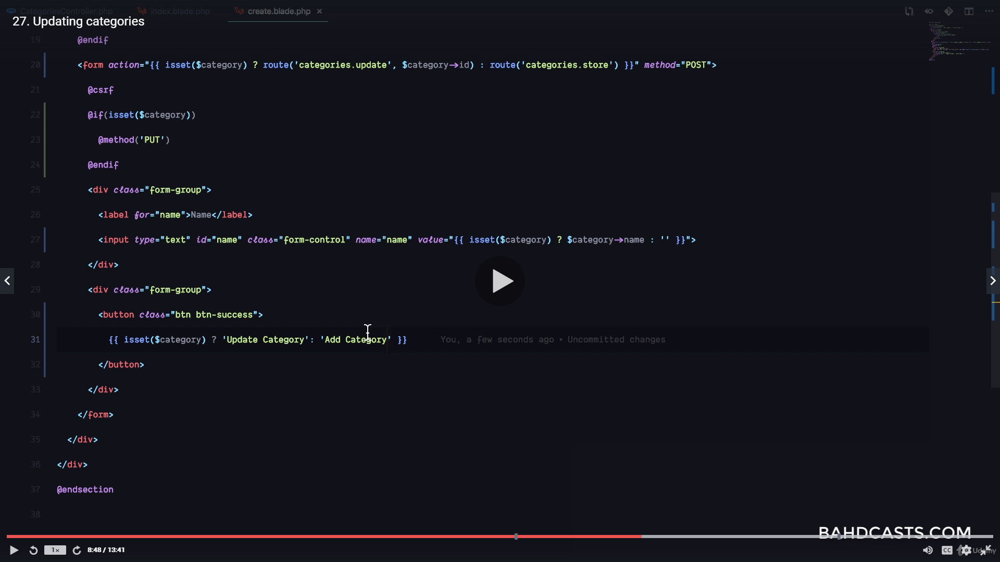 CategoriesController.php index.blade.php create.blade.php ×
27. Updating categories
19 @endif
20 <form action="{{ isset($category) ? route('categories.update', $category->id) : route('categories.store') }}" method="POST">
21 @csrf
22 @if(isset($category))
23 @method('PUT')
24 @endif
25 <div class="form-group">
26 <label for="name">Name</label>
27 <input type="text" id="name" class="form-control" name="name" value="{{ isset($category) ? $category->name : '' }}">
28 </div>
29 <div class="form-group">
30 <button class="btn btn-success">
31 {{ isset($category) ? 'Update Category': 'Add Category' }} You, a few seconds ago • Uncommitted changes
32 </button>
33 </div>
34 </form>
35 </div>
36 </div>
37 @endsection
38
BAHDCASTS.COM
1x 8:48 / 13:41 CC Udemy